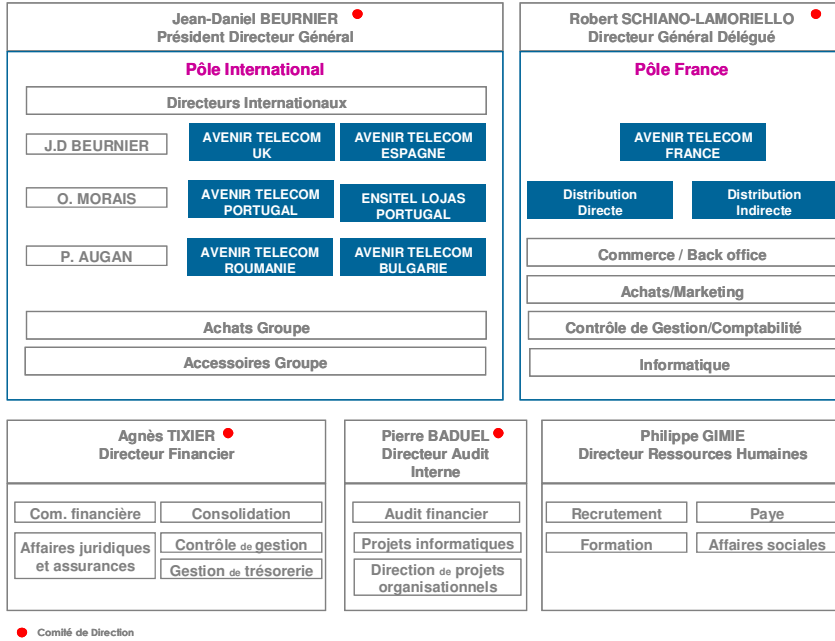 Jean-Daniel BEURNIER
Président Directeur Général
Pôle International
Directeurs Internationaux
J.D BEURNIER
AVENIR TELECOM
UK
AVENIR TELECOM
ESPAGNE
O. MORAIS
AVENIR TELECOM
PORTUGAL
ENSITEL LOJAS
PORTUGAL
P. AUGAN
AVENIR TELECOM
ROUMANIE
AVENIR TELECOM
BULGARIE
Achats Groupe
Accessoires Groupe
Robert SCHIANO-LAMORIELLO
Directeur Général Délégué
Pôle France
AVENIR TELECOM
FRANCE
Distribution
Directe
Distribution
Indirecte
Commerce / Back office
Achats/Marketing
Contrôle de Gestion/Comptabilité
Informatique
Agnès TIXIER
Directeur Financier
Com. financière
Consolidation
Affaires juridiques
et assurances
Contrôle de gestion
Gestion de trésorerie
Pierre BADUEL
Directeur Audit
Interne
Audit financier
Projets informatiques
Direction de projets
organisationnels
Philippe GIMIE
Directeur Ressources Humaines
Recrutement
Paye
Formation
Affaires sociales
Comité de Direction